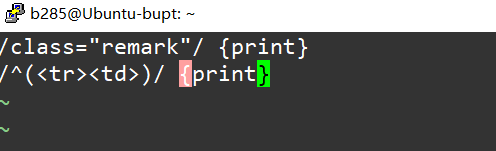 b285@Ubuntu-bupt: ~
/class="remark"/ {print}
/^(<tr><td>)/ {print}
~
~